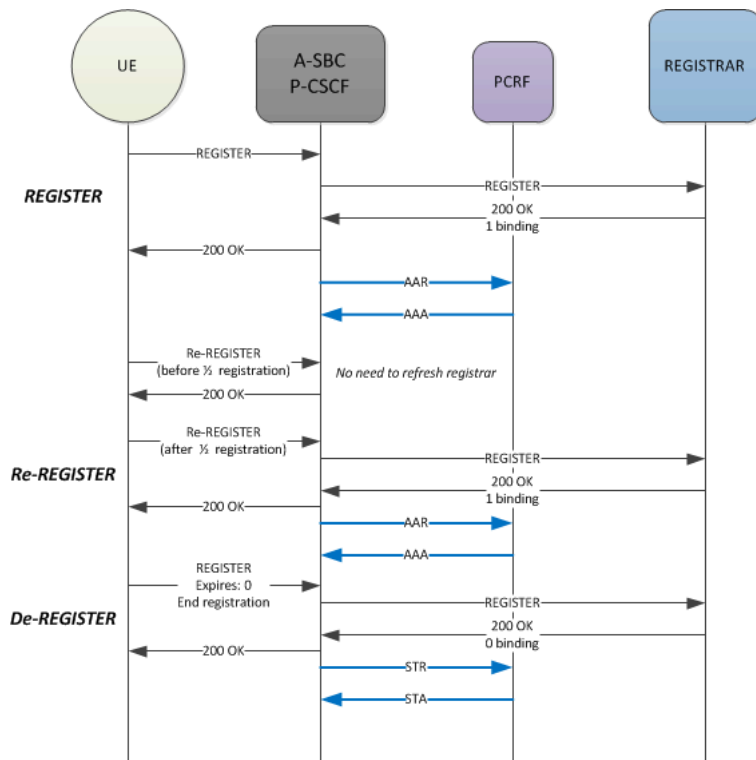 UE
A-SBC
P-CSCF
PCRF
REGISTRAR
REGISTER
REGISTER
REGISTER
200 OK
1 binding
200 OK
AAR
AAA
Re-REGISTER
(before ½ registration)
No need to refresh registrar
200 OK
Re-REGISTER
(after ½ registration)
REGISTER
Re-REGISTER
200 OK
1 binding
200 OK
AAR
AAA
REGISTER
Expires: 0
End registration
REGISTER
De-REGISTER
200 OK
0 binding
200 OK
STR
STA